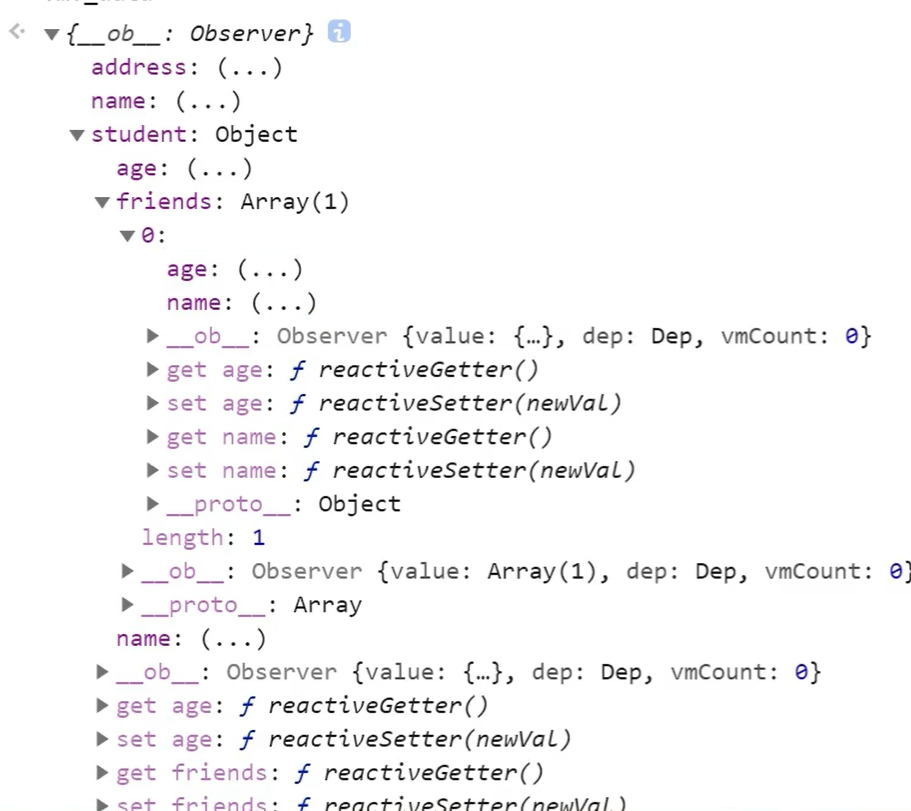 {__ob__: Observer} i
address: (...)
name: (...)
student: Object
age: (...)
friends: Array(1)
0:
age: (...)
name: (...)
__ob__: Observer {value: {…}, dep: Dep, vmCount: 0}
get age: ƒ reactiveGetter()
set age: ƒ reactiveSetter(newVal)
get name: ƒ reactiveGetter()
set name: ƒ reactiveSetter(newVal)
__proto__: Object
length: 1
__ob__: Observer {value: Array(1), dep: Dep, vmCount: 0}
__proto__: Array
name: (...)
__ob__: Observer {value: {…}, dep: Dep, vmCount: 0}
get age: ƒ reactiveGetter()
set age: ƒ reactiveSetter(newVal)
get friends: ƒ reactiveGetter()
set friends: ƒ reactiveSetter(newVal)